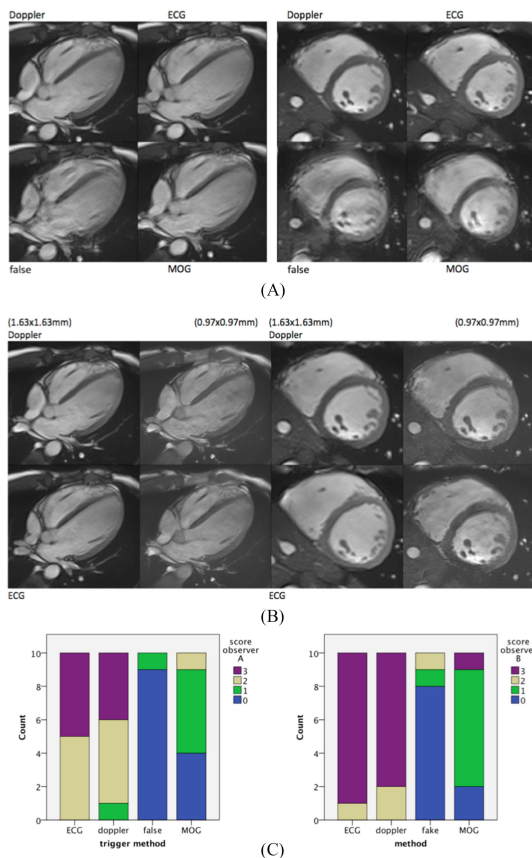 Doppler ECG Doppler ECG
false MOG false MOG
(A)
(1.63x1.63mm) (0.97x0.97mm) (1.63x1.63mm) (0.97x0.97mm)
Doppler Doppler
ECG ECG
(B)
score
observer
A
3
2
1
0
10
8
6
4
2
0
Count
ECG doppler false MOG
trigger method
score
observer
B
3
2
1
0
10
8
6
4
2
0
Count
ECG doppler fake MOG
method
(C)